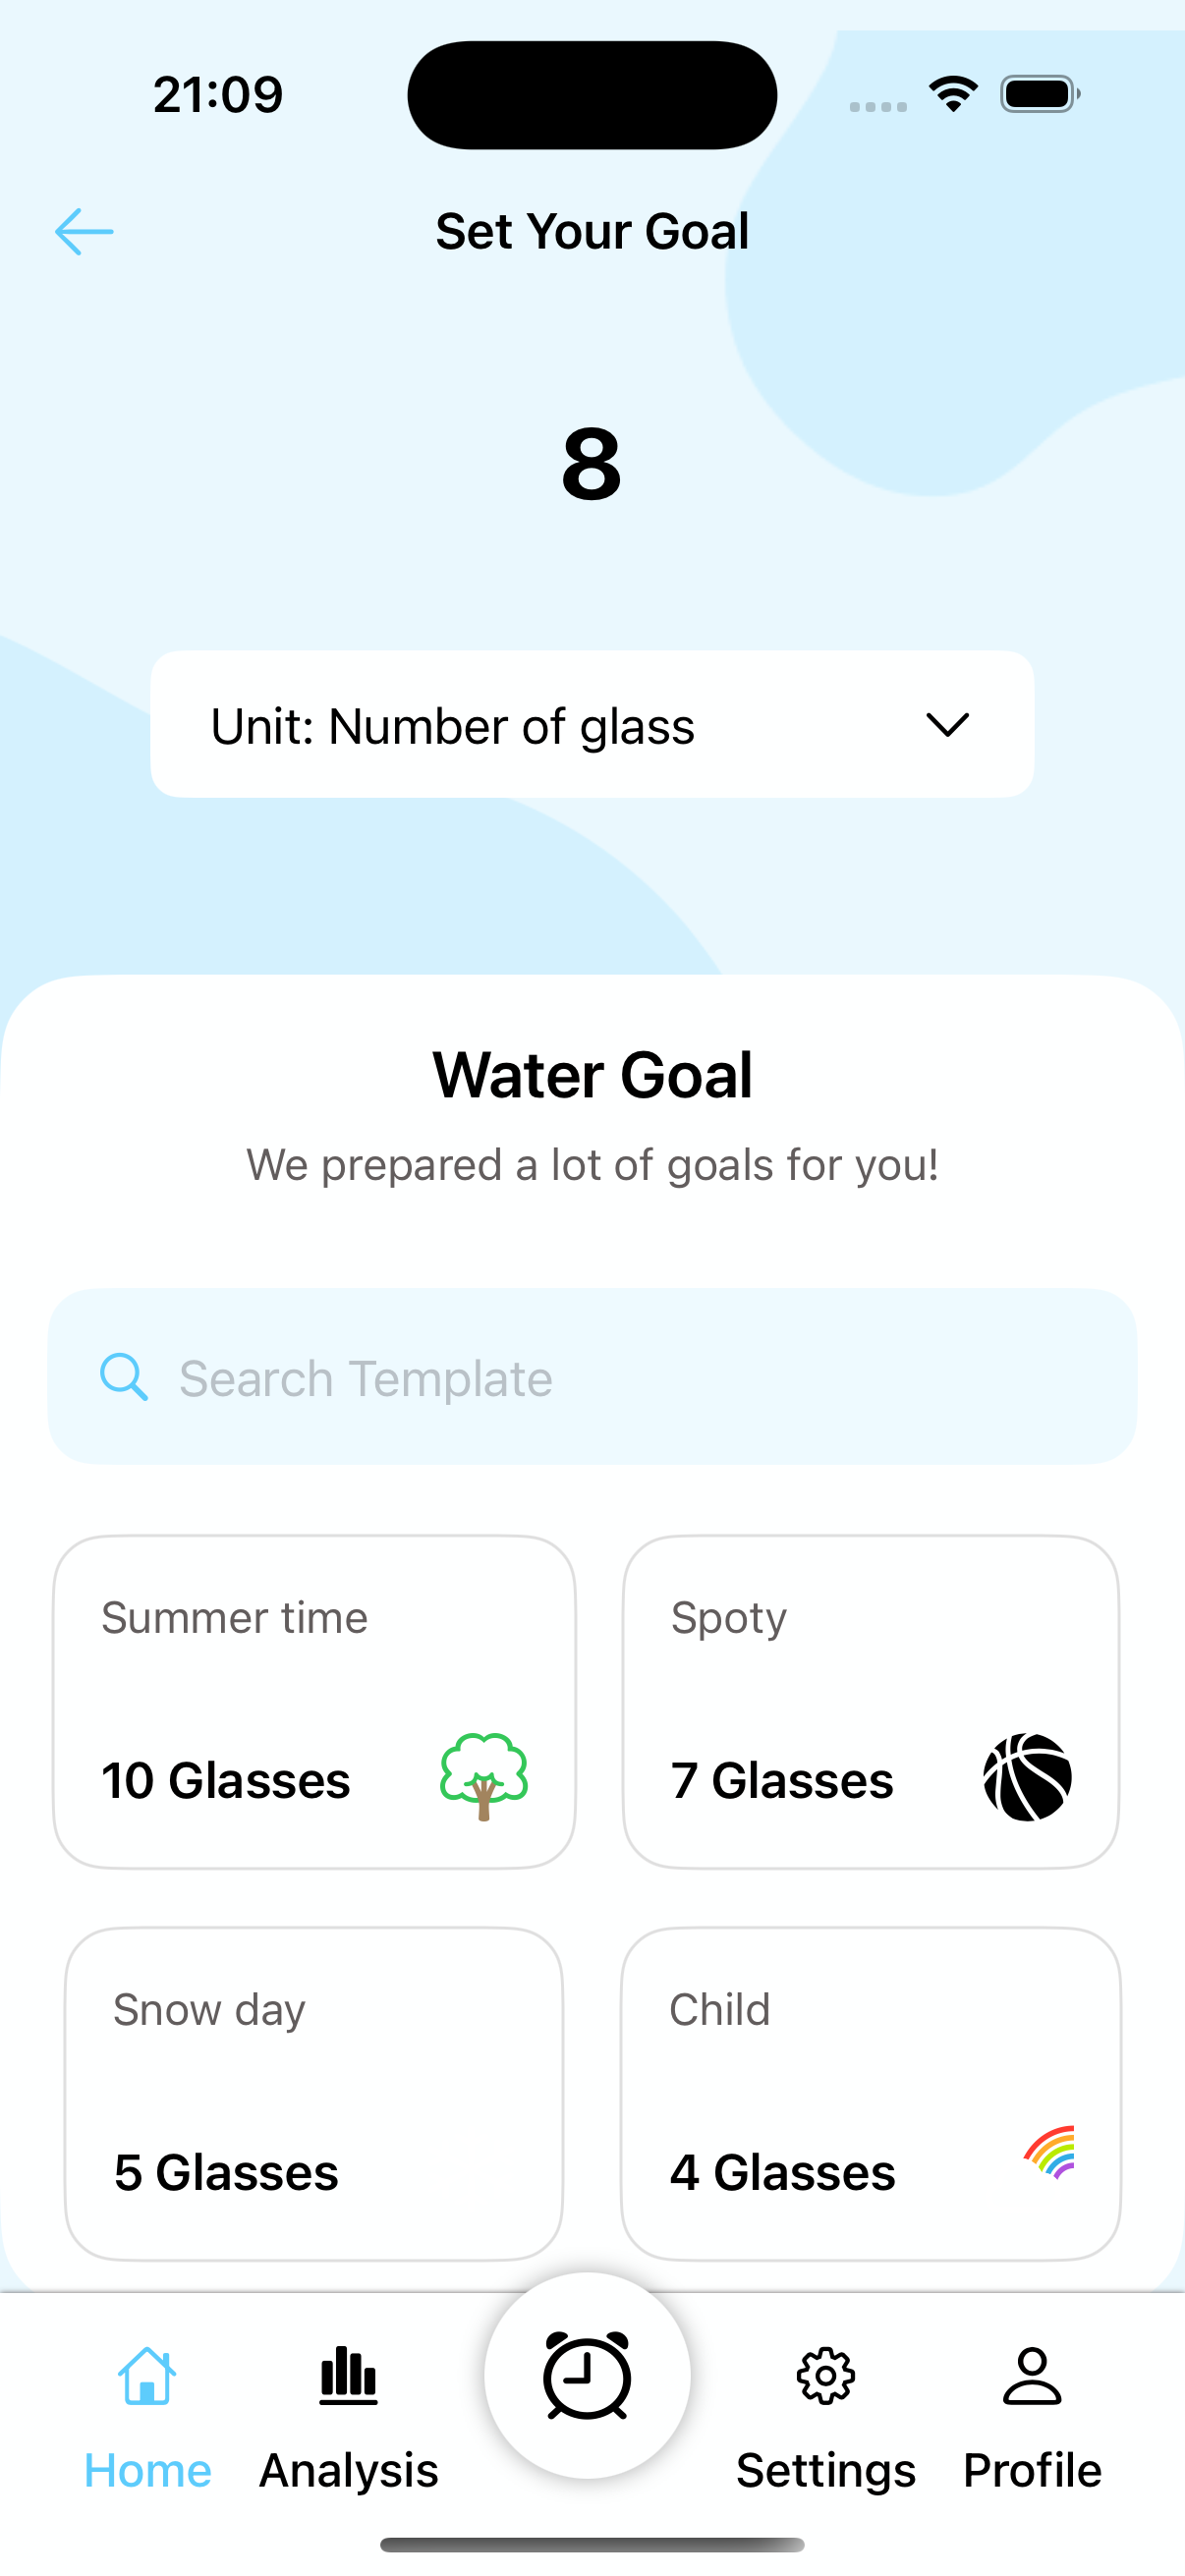 21:09
Set Your Goal
8
Unit: Number of glass
Water Goal
We prepared a lot of goals for you!
Search Template
Summer time
10 Glasses
Spoty
7 Glasses
Snow day
5 Glasses
Child
4 Glasses
Home
Analysis
Settings
Profile